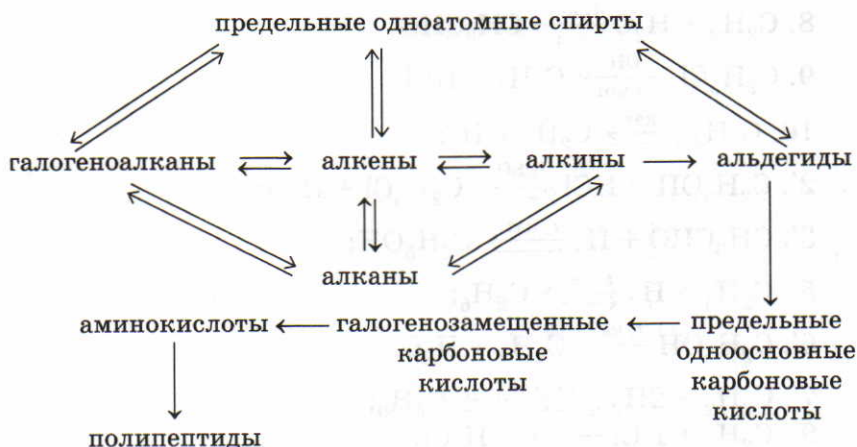 предельные одноатомные спирты
галогеноалканы алкены алкины альдегиды
алканы
аминокислоты галогенозамещенные предельные
карбоновые одноосновные
кислоты карбоновые
кислоты
полипептиды